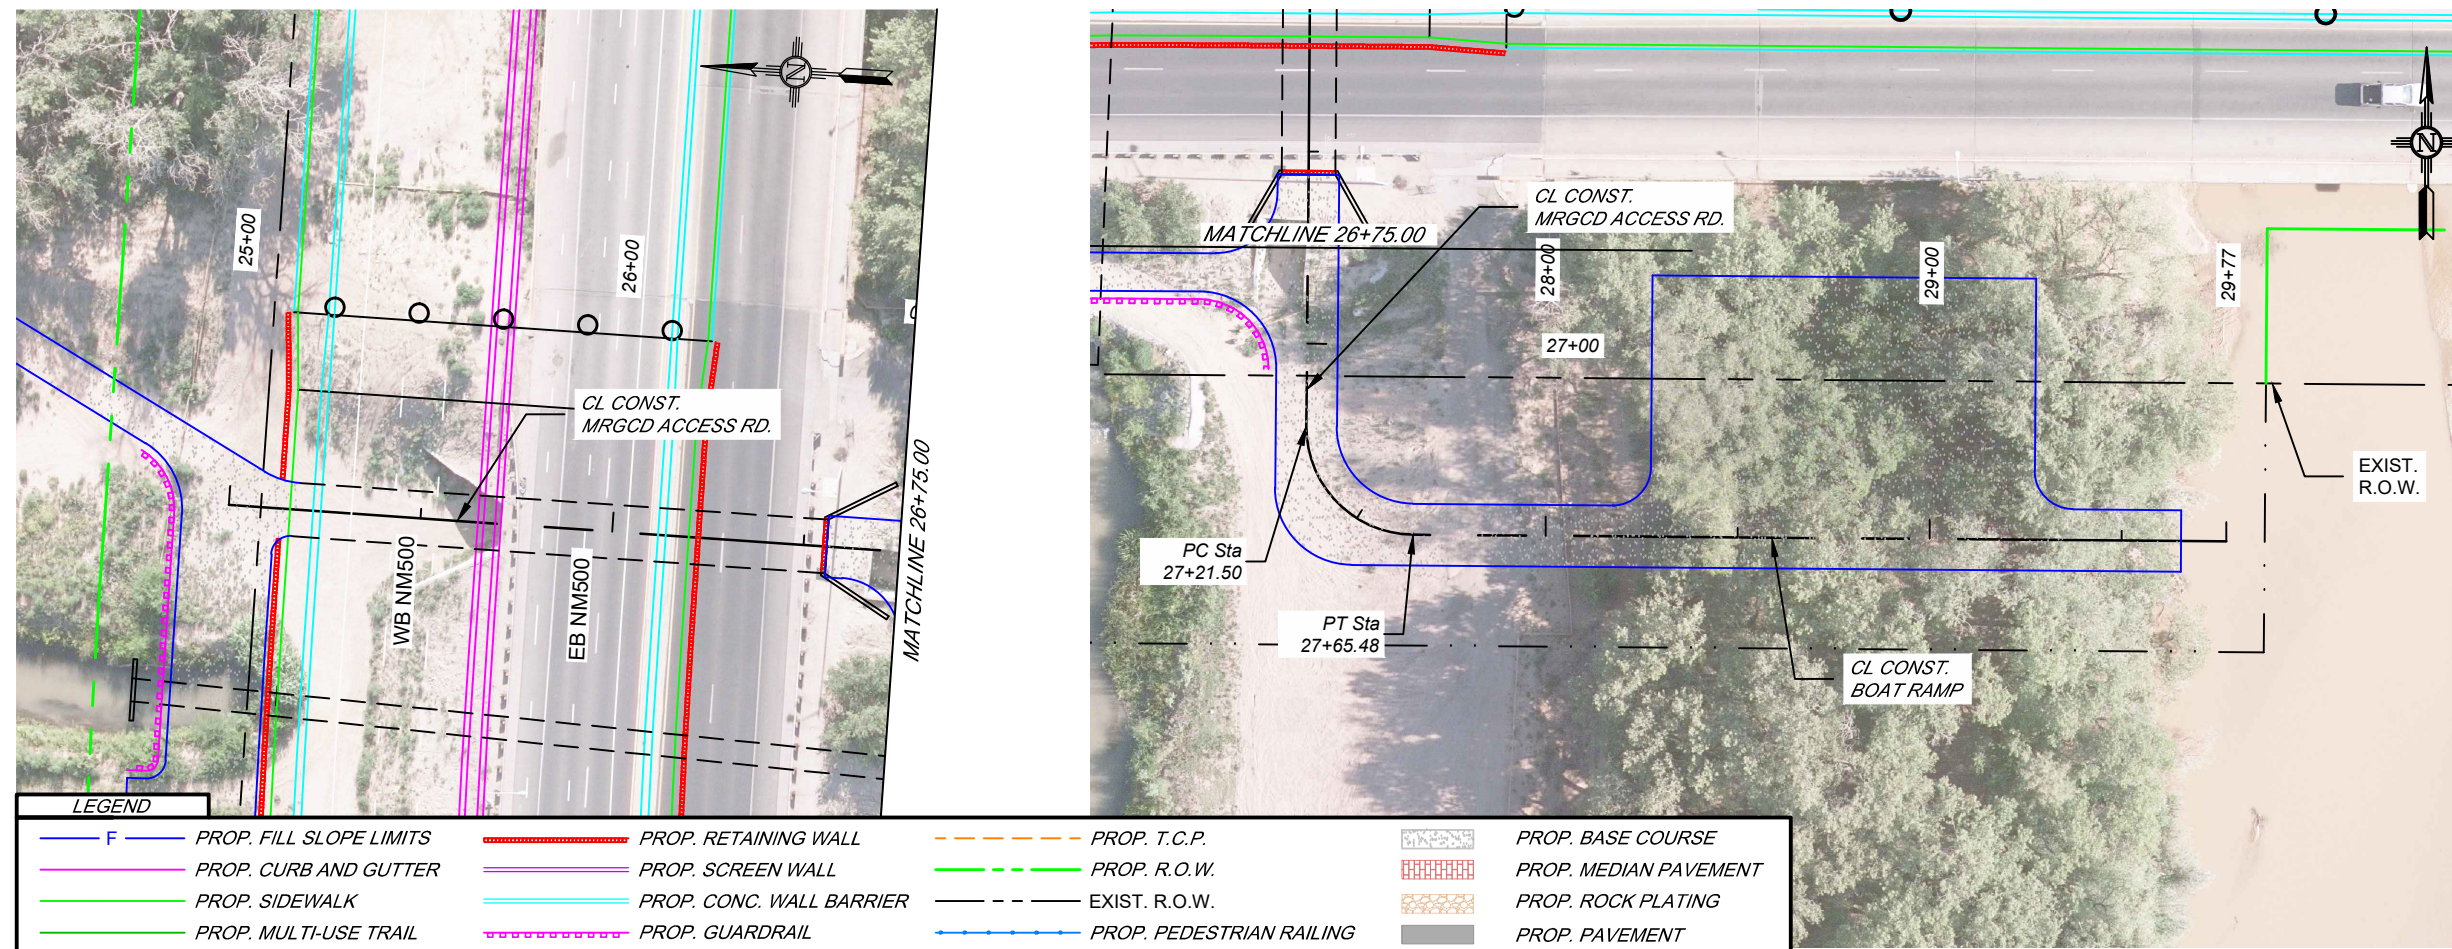 25+00
26+00
N
CL CONST.
MRGCD ACCESS RD.
WB NM500
EB NM500
MATCHLINE 26+75.00
CL CONST.
MRGCD ACCESS RD.
MATCHLINE 26+75.00
28+00
29+00
29+77
N
27+00
EXIST.
R.O.W.
PC Sta
27+21.50
PT Sta
27+65.48
CL CONST.
BOAT RAMP
LEGEND
F PROP. FILL SLOPE LIMITS
PROP. CURB AND GUTTER
PROP. SIDEWALK
PROP. MULTI-USE TRAIL
PROP. RETAINING WALL
PROP. SCREEN WALL
PROP. CONC. WALL BARRIER
PROP. GUARDRAIL
PROP. T.C.P.
PROP. R.O.W.
EXIST. R.O.W.
PROP. PEDESTRIAN RAILING
PROP. BASE COURSE
PROP. MEDIAN PAVEMENT
PROP. ROCK PLATING
PROP. PAVEMENT